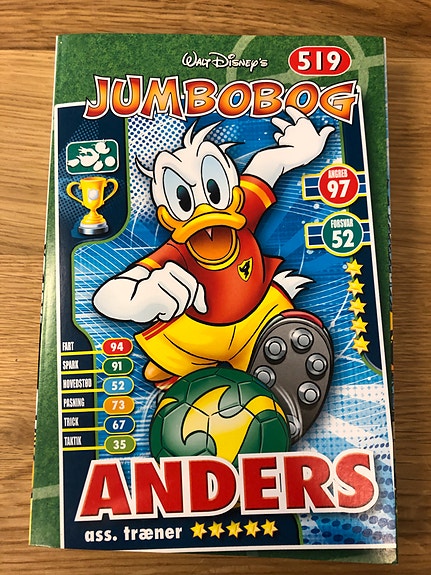 Walt Disney's
519
JUMBOBOG
ANGREB
97
FORSVAR
52
FART 94
SPARK 91
HOVEDSTØD 52
PASNING 73
TRICK 67
TAKTIK 35
ANDERS
ass. træner